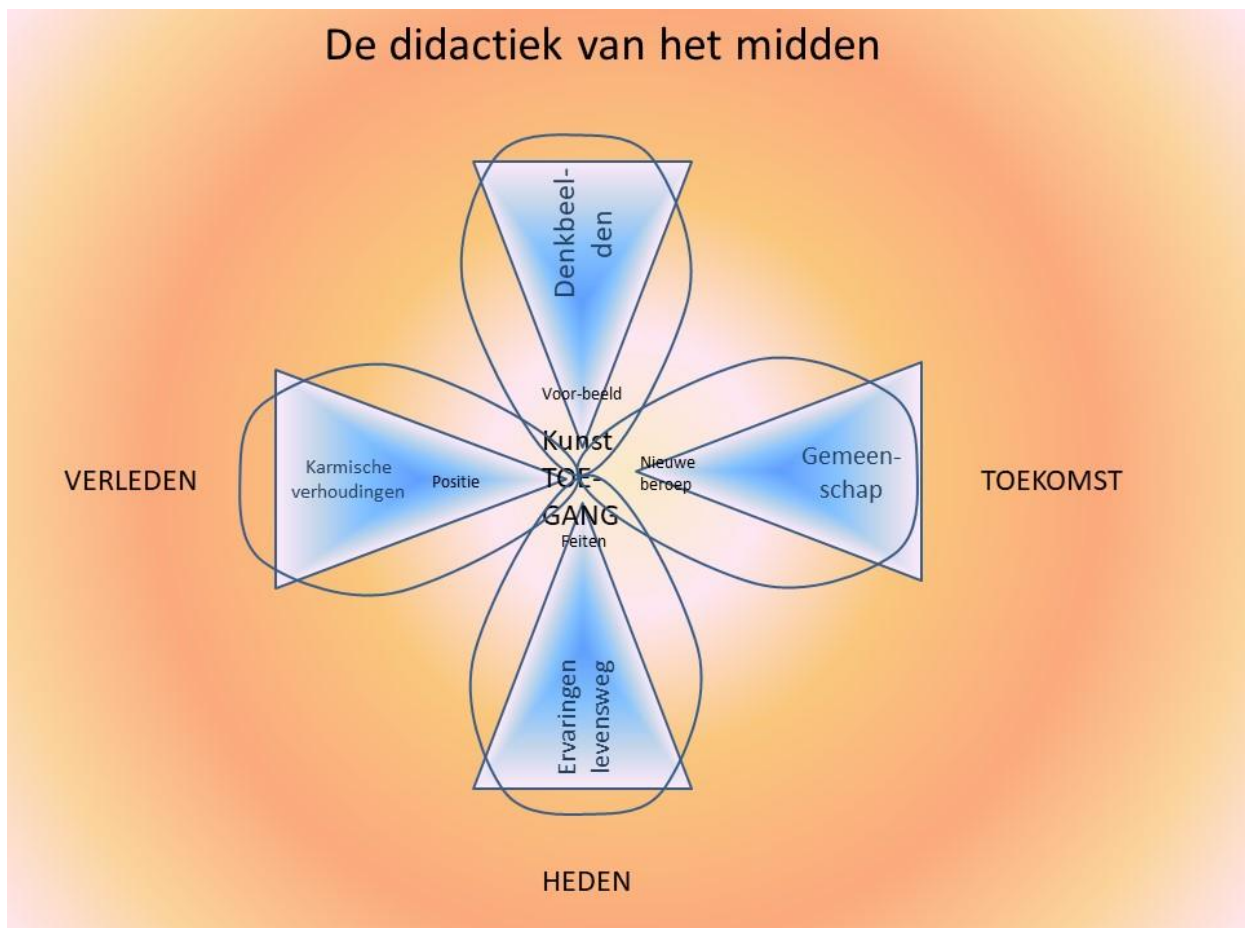 De didactiek van het midden
Denkbeel-
den
Voor-beeld
VERLEDEN
Karmische
verhoudingen
Positie
Kunst
TOE-
GANG
Nieuwe
beroep
Gemeen-
schap
TOEKOMST
Feiten
Ervaringen
levensweg
HEDEN